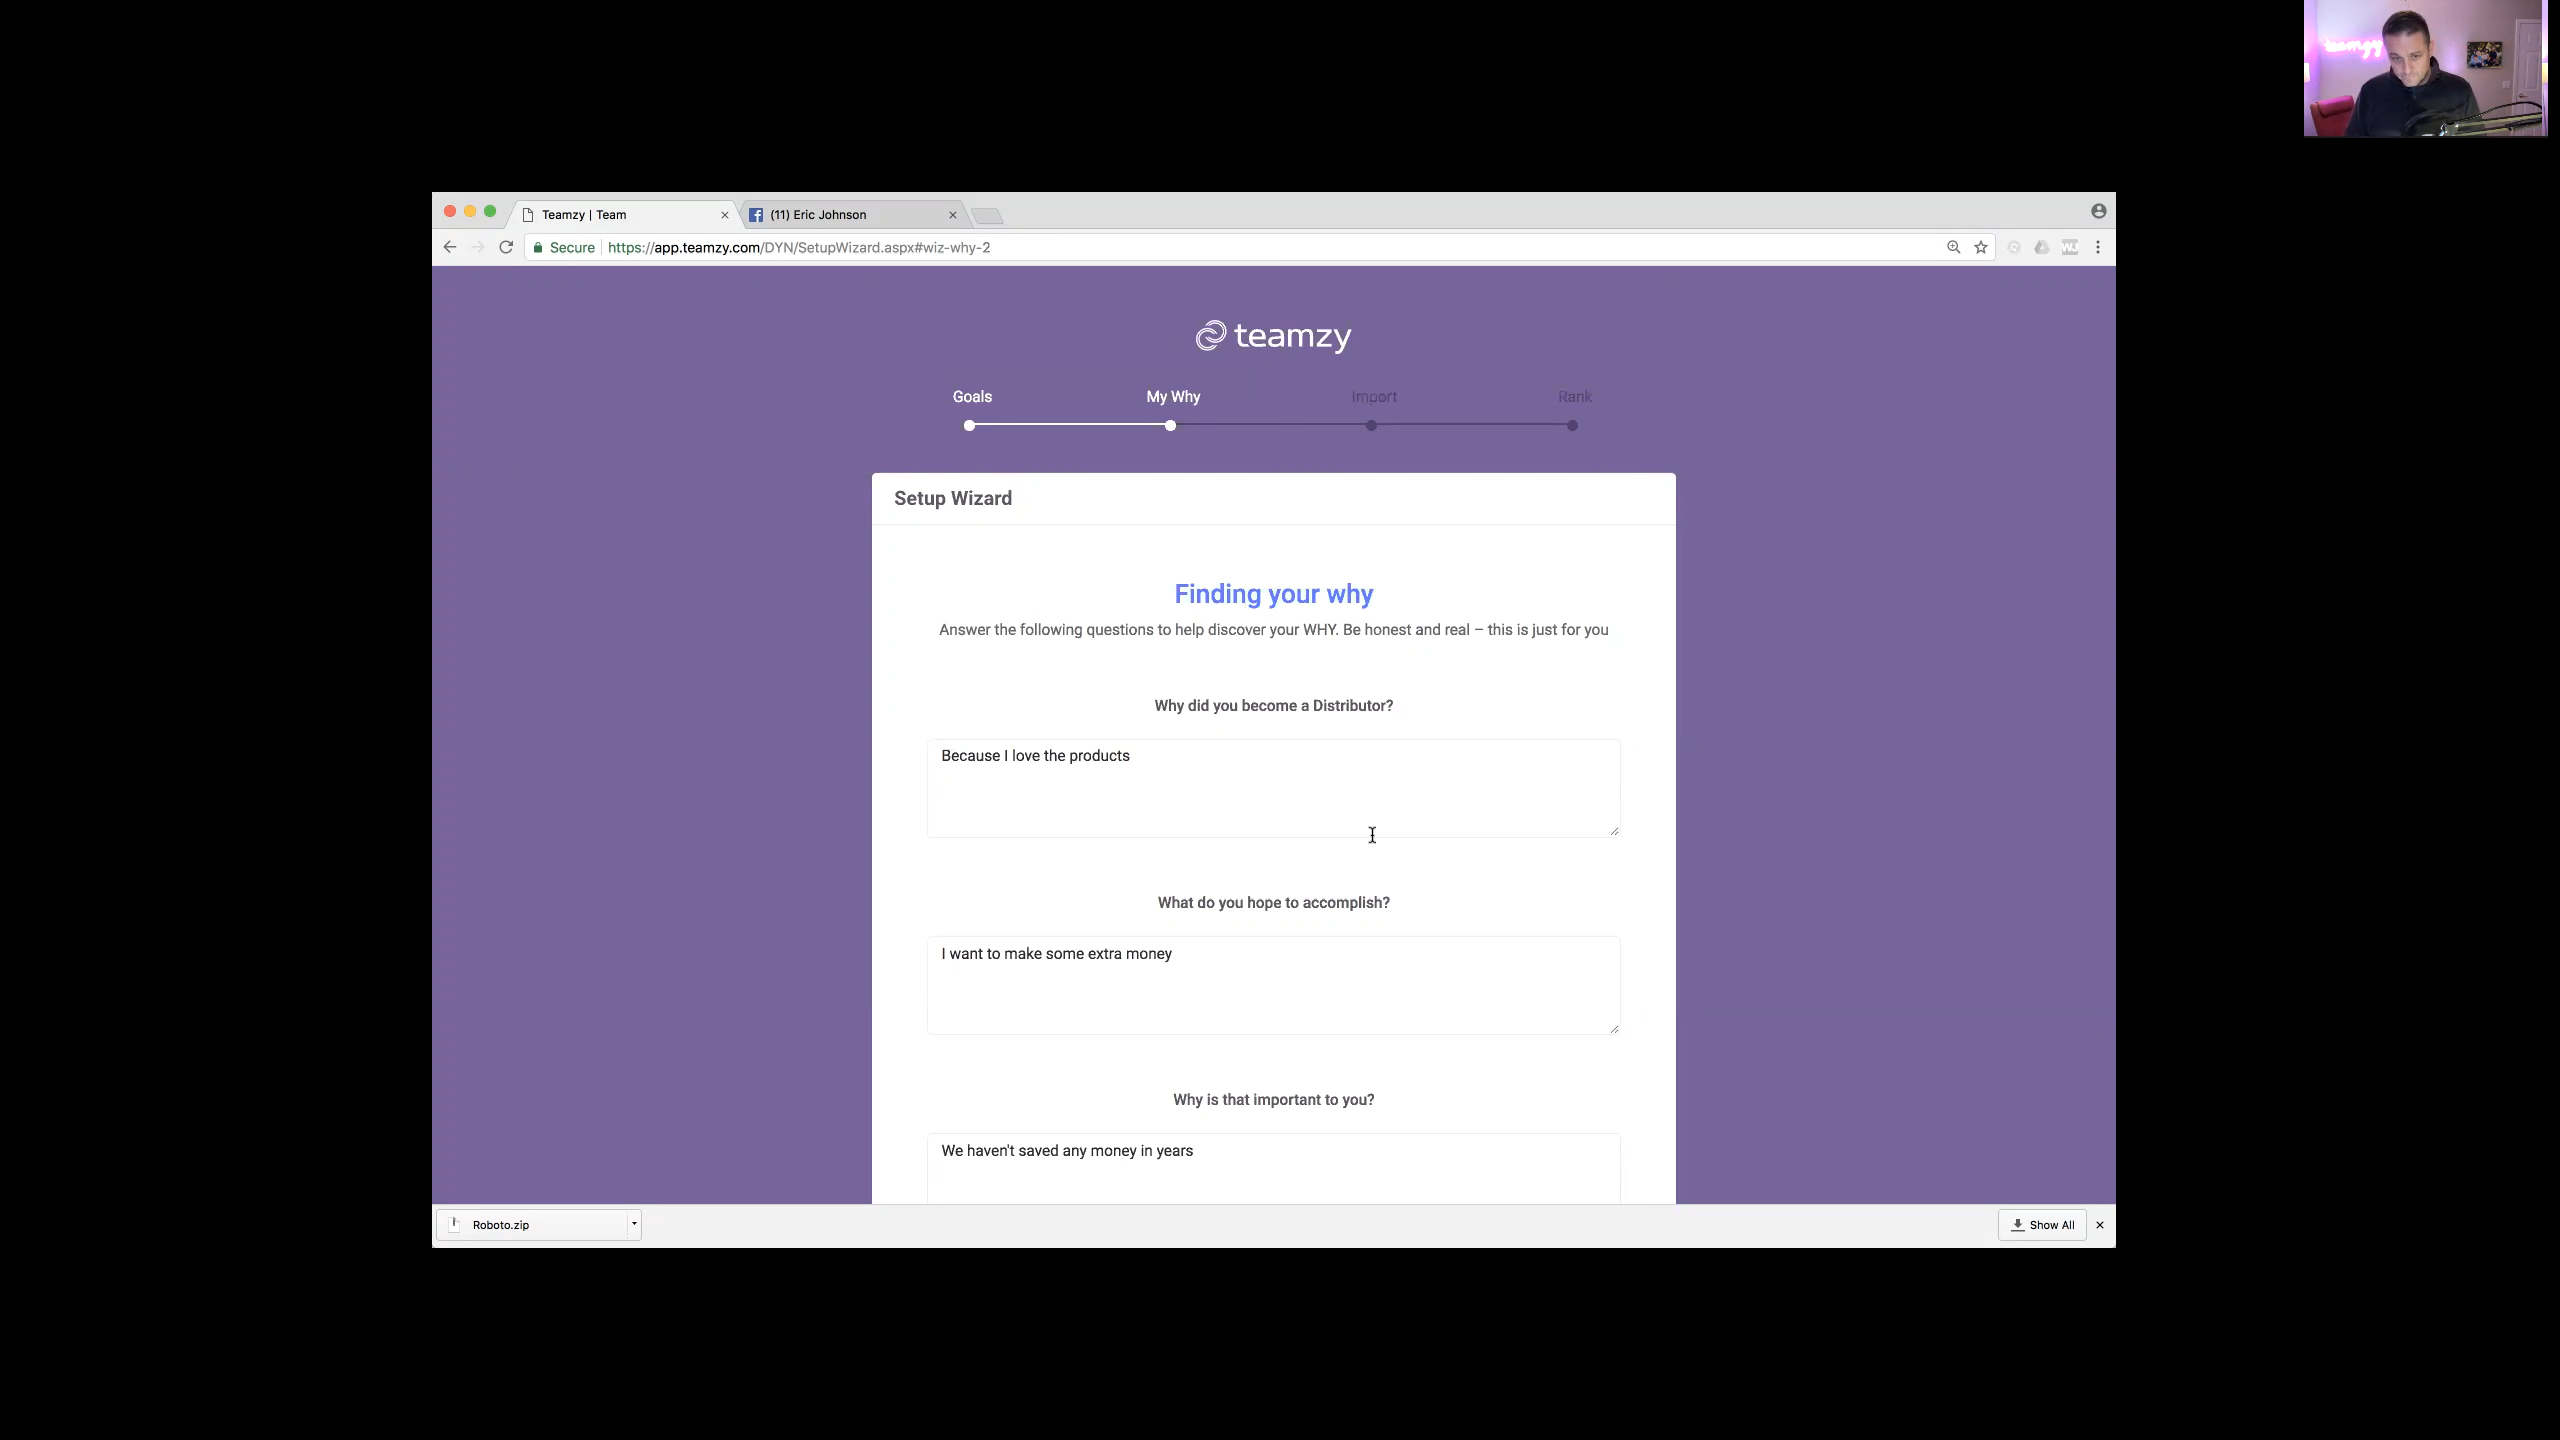 teamzy
Teamzy | Team
(11) Eric Johnson
Secure
https://app.teamzy.com/DYN/SetupWizard.aspx#wiz-why-2
teamzy
Goals
My Why
Import
Rank
Setup Wizard
Finding your why
Answer the following questions to help discover your WHY. Be honest and real – this is just for you
Why did you become a Distributor?
Because I love the products
What do you hope to accomplish?
I want to make some extra money
Why is that important to you?
We haven't saved any money in years
Roboto.zip
Show All